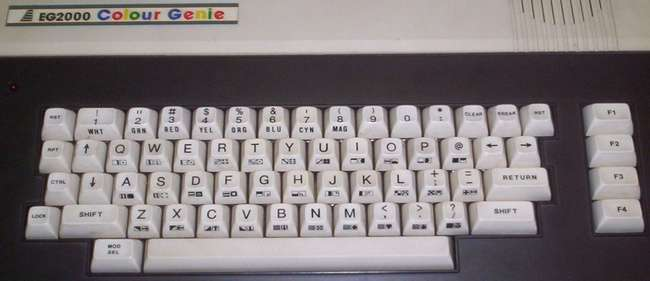 EG2000 Colour Genie
RST ! 1 WHT " 2 GRN # 3 RED $ 4 YEL % 5 ORG & 6 BLU ' 7 CYN ( 8 MAG ) 9 0 * : CLEAR BREAK RST F1
RPT ↑ Q W E R T Y U I O P @ ← → F2
CTRL ↓ A S D F G H J K L + ; = - RETURN F3
LOCK SHIFT Z X C V B N M < , > . ? / SHIFT F4
MOD SEL